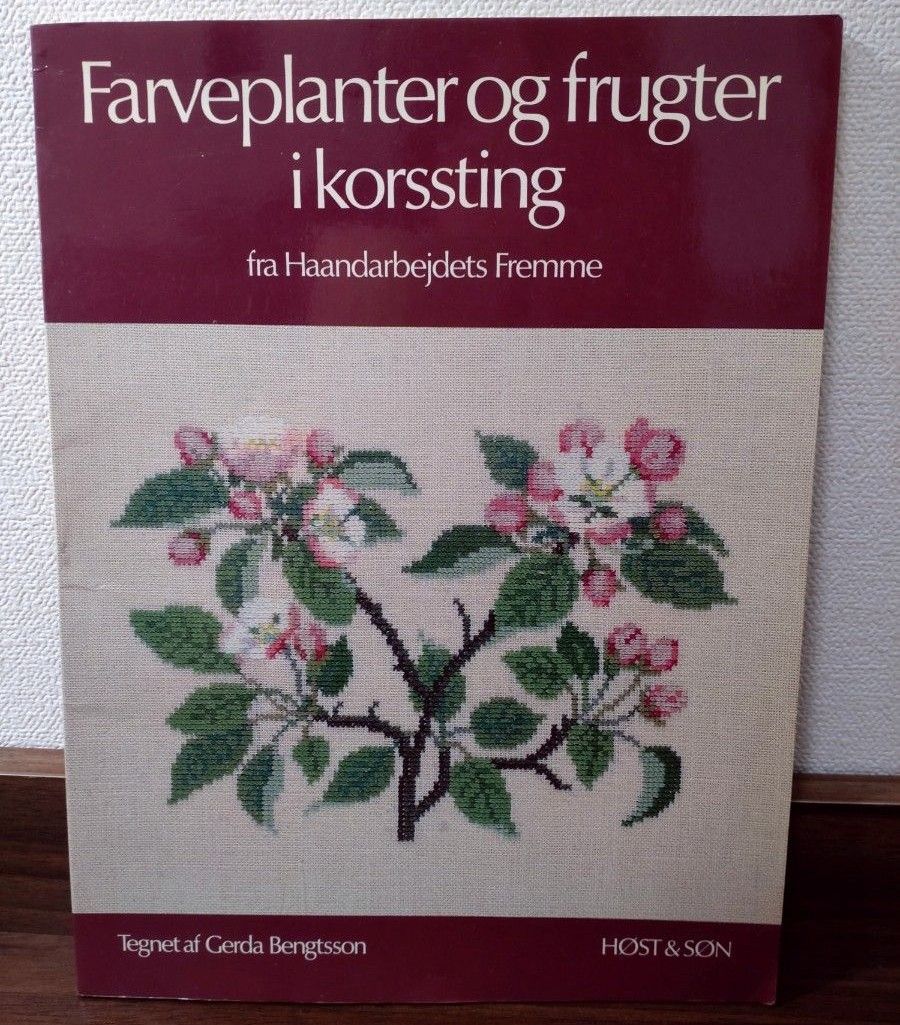 Farveplanter og frugter
i korssting
fra Haandarbejdets Fremme
Tegnet af Gerda Bengtsson
HØST & SØN